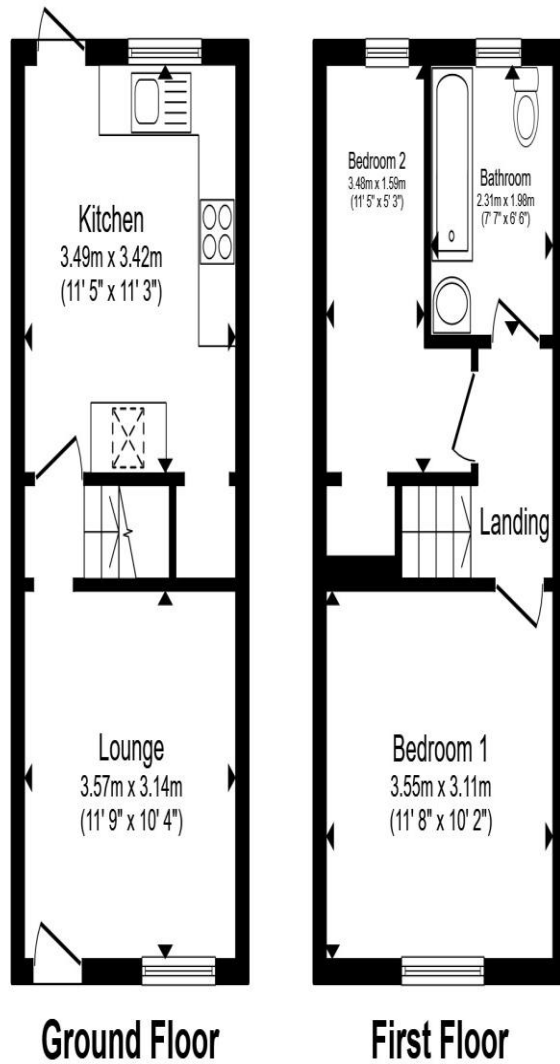 Kitchen
3.49m x 3.42m
(11' 5" x 11' 3")
Lounge
3.57m x 3.14m
(11' 9" x 10' 4")
Ground Floor
Bedroom 2
3.48m x 1.59m
(11' 5" x 5' 3")
Bathroom
2.31m x 1.98m
(7' 7" x 6' 6")
Landing
Bedroom 1
3.55m x 3.11m
(11' 8" x 10' 2")
First Floor